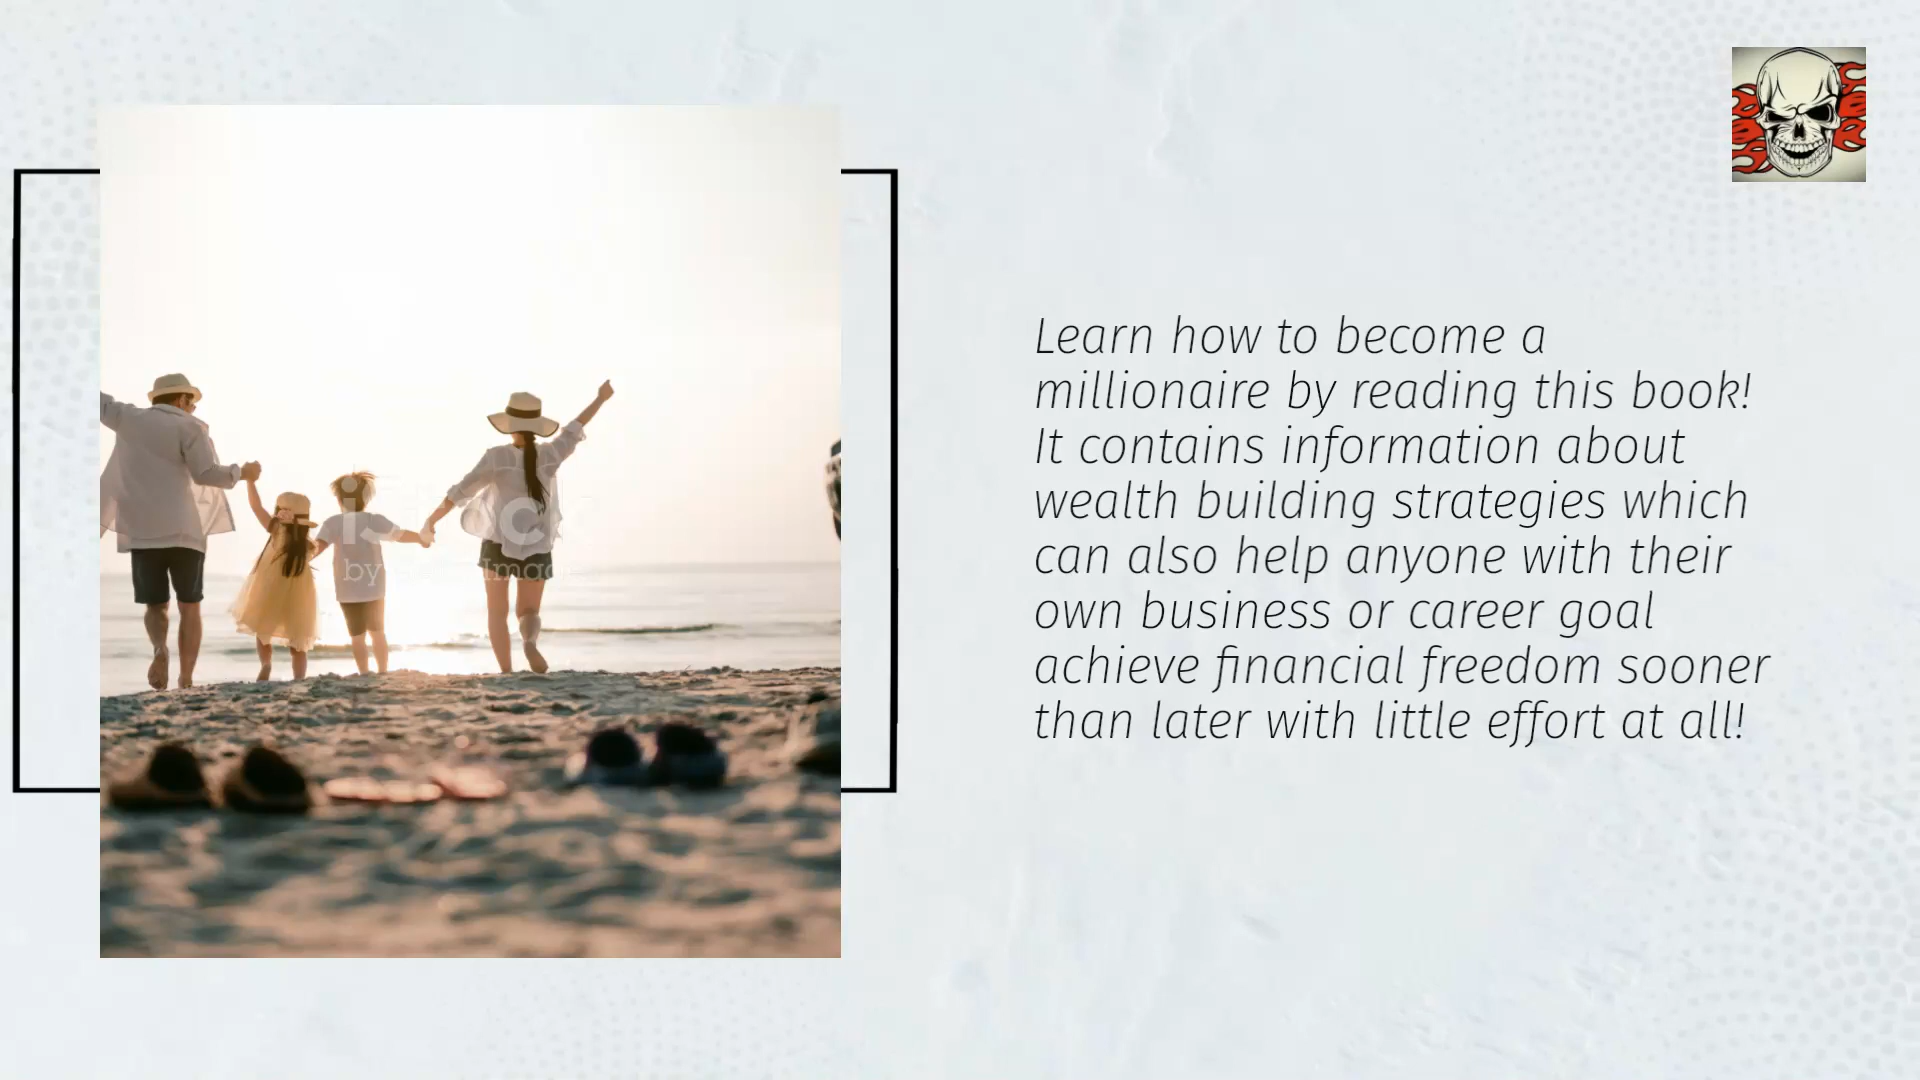 Learn how to become a
millionaire by reading this book!
It contains information about
wealth building strategies which
can also help anyone with their
own business or career goal
achieve financial freedom sooner
than later with little effort at all!
iStock
by